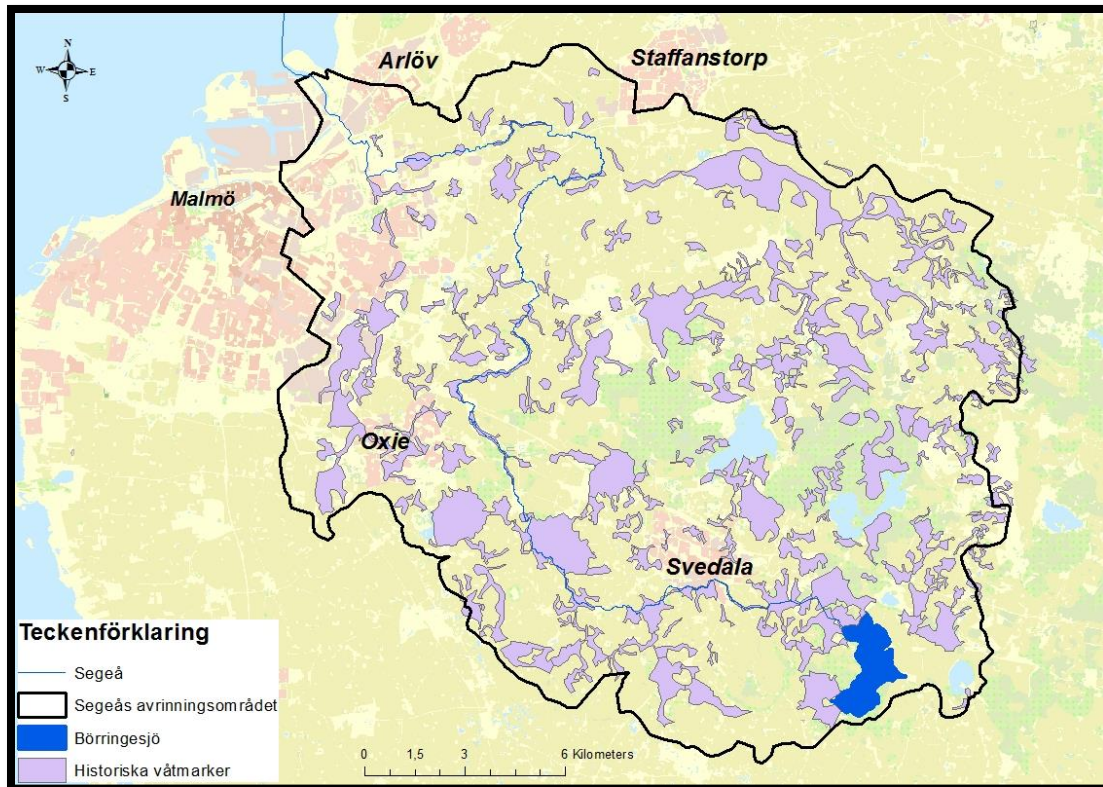 N
W E
S
Arlöv
Staffanstorp
Malmö
Oxie
Svedala
Teckenförklaring
Segeå
Segeås avrinningsområdet
Börringesjö
Historiska våtmarker
0 1,5 3 6 Kilometers